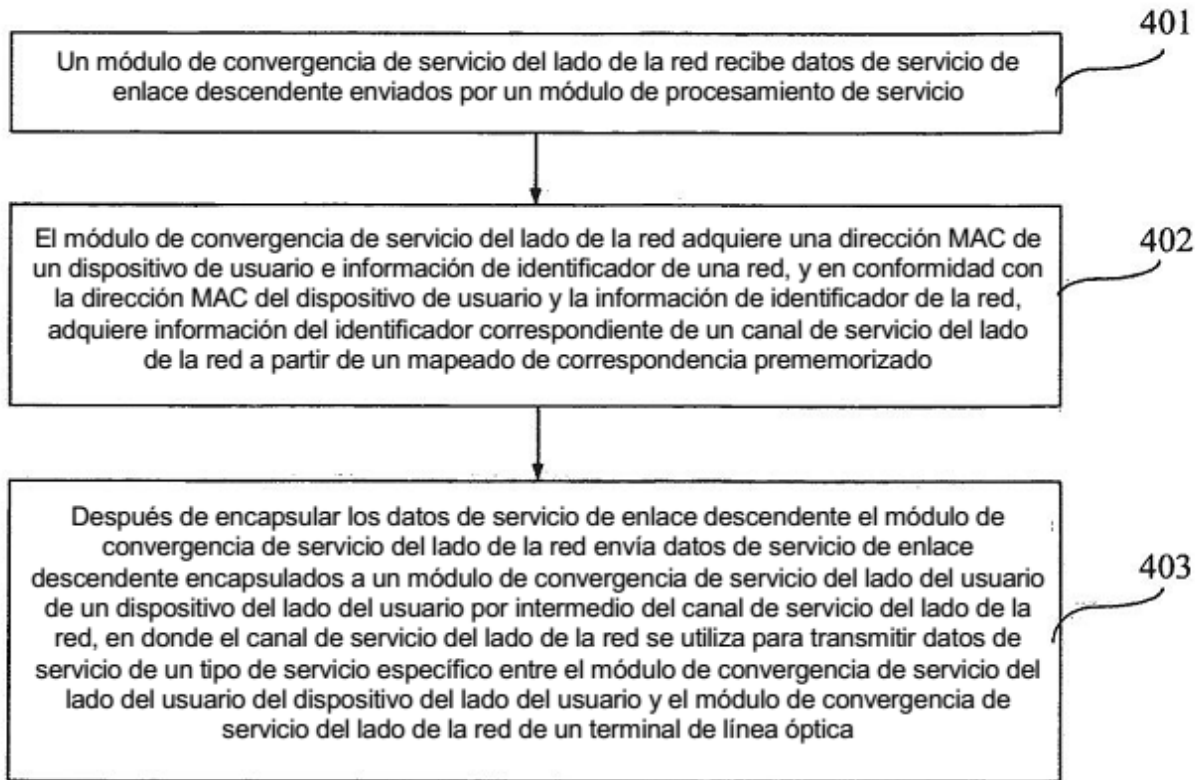 401
Un módulo de convergencia de servicio del lado de la red recibe datos de servicio de
enlace descendente enviados por un módulo de procesamiento de servicio
402
El módulo de convergencia de servicio del lado de la red adquiere una dirección MAC de
un dispositivo de usuario e información de identificador de una red, y en conformidad con
la dirección MAC del dispositivo de usuario y la información de identificador de la red,
adquiere información del identificador correspondiente de un canal de servicio del lado
de la red a partir de un mapeado de correspondencia prememorizado
403
Después de encapsular los datos de servicio de enlace descendente el módulo de
convergencia de servicio del lado de la red envía datos de servicio de enlace
descendente encapsulados a un módulo de convergencia de servicio del lado del usuario
de un dispositivo del lado del usuario por intermedio del canal de servicio del lado de la
red, en donde el canal de servicio del lado de la red se utiliza para transmitir datos de
servicio de un tipo de servicio específico entre el módulo de convergencia de servicio del
lado del usuario del dispositivo del lado del usuario y el módulo de convergencia de
servicio del lado de la red de un terminal de línea óptica